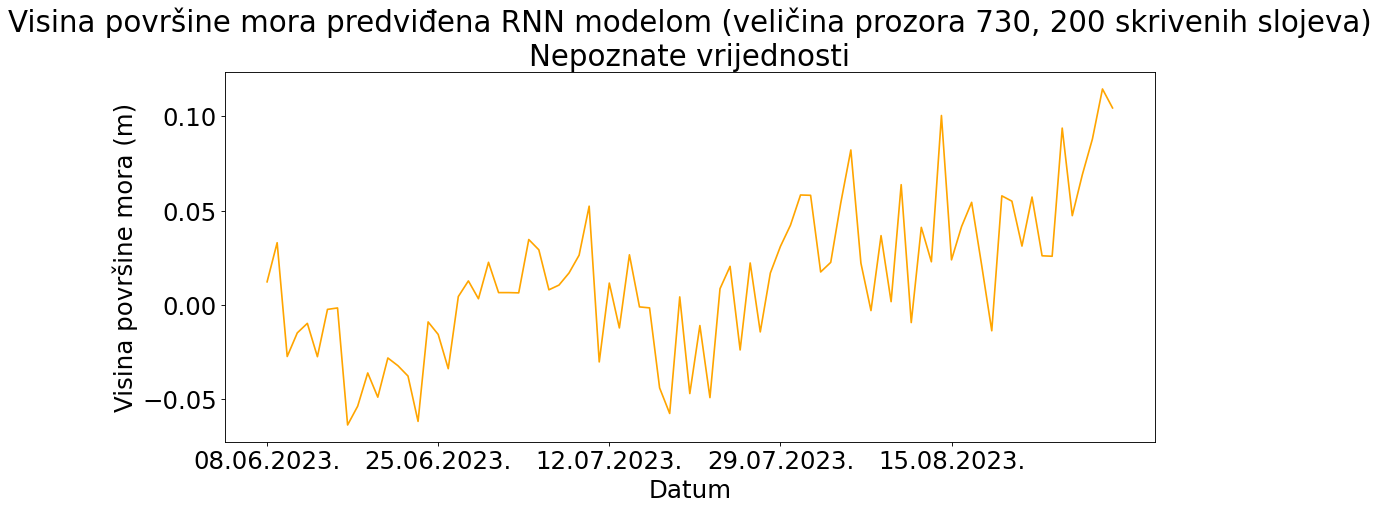 Visina površine mora predviđena RNN modelom (veličina prozora 730, 200 skrivenih slojeva)
Nepoznate vrijednosti
Visina površine mora (m)
0.10
0.05
0.00
−0.05
08.06.2023. 25.06.2023. 12.07.2023. 29.07.2023. 15.08.2023.
Datum